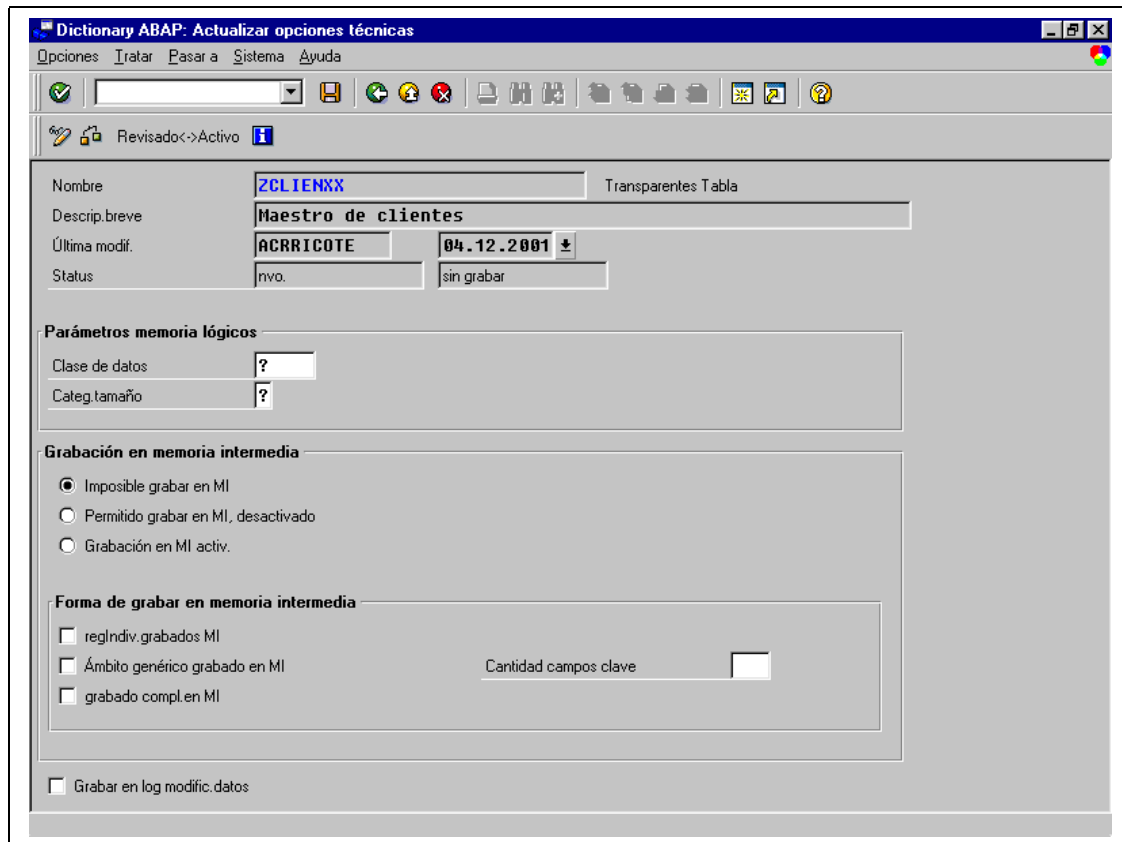 Dictionary ABAP: Actualizar opciones técnicas
Opciones Tratar Pasar a Sistema Ayuda
Revisado<->Activo
Nombre ZCLIENXX Transparentes Tabla
Descrip.breve Maestro de clientes
Última modif. ACRRICOTE 04.12.2001
Status nvo. sin grabar
Parámetros memoria lógicos
Clase de datos ?
Categ.tamaño ?
Grabación en memoria intermedia
Imposible grabar en MI
Permitido grabar en MI, desactivado
Grabación en MI activ.
Forma de grabar en memoria intermedia
regIndiv.grabados MI
Ámbito genérico grabado en MI Cantidad campos clave
grabado compl.en MI
Grabar en log modific.datos